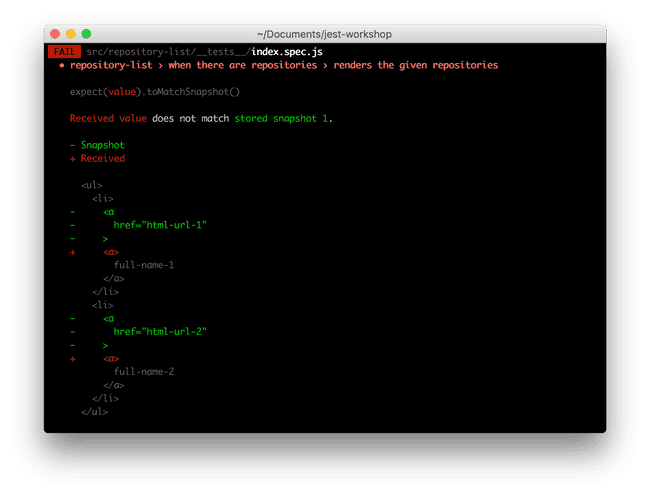 ~/Documents/jest-workshop
FAIL src/repository-list/__tests__/index.spec.js
● repository-list › when there are repositories › renders the given repositories
expect(value).toMatchSnapshot()
Received value does not match stored snapshot 1.
- Snapshot
+ Received
<ul>
<li>
- <a
- href="html-url-1"
- >
+ <a>
full-name-1
</a>
</li>
<li>
- <a
- href="html-url-2"
- >
+ <a>
full-name-2
</a>
</li>
</ul>